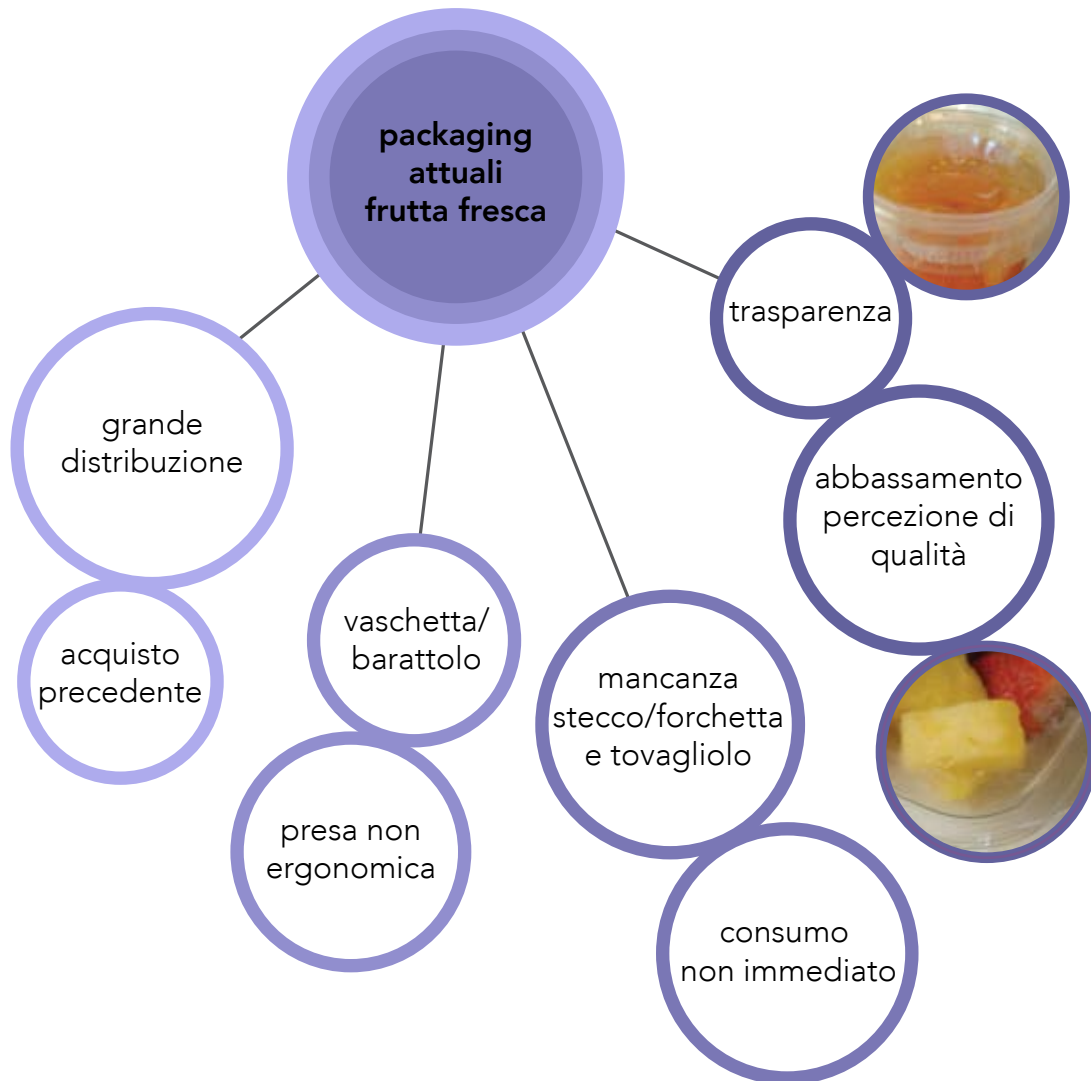 packaging
attuali
frutta fresca
trasparenza
grande
distribuzione
abbassamento
percezione di
qualità
vaschetta/
barattolo
acquisto
precedente
mancanza
stecco/forchetta
e tovagliolo
presa non
ergonomica
consumo
non immediato